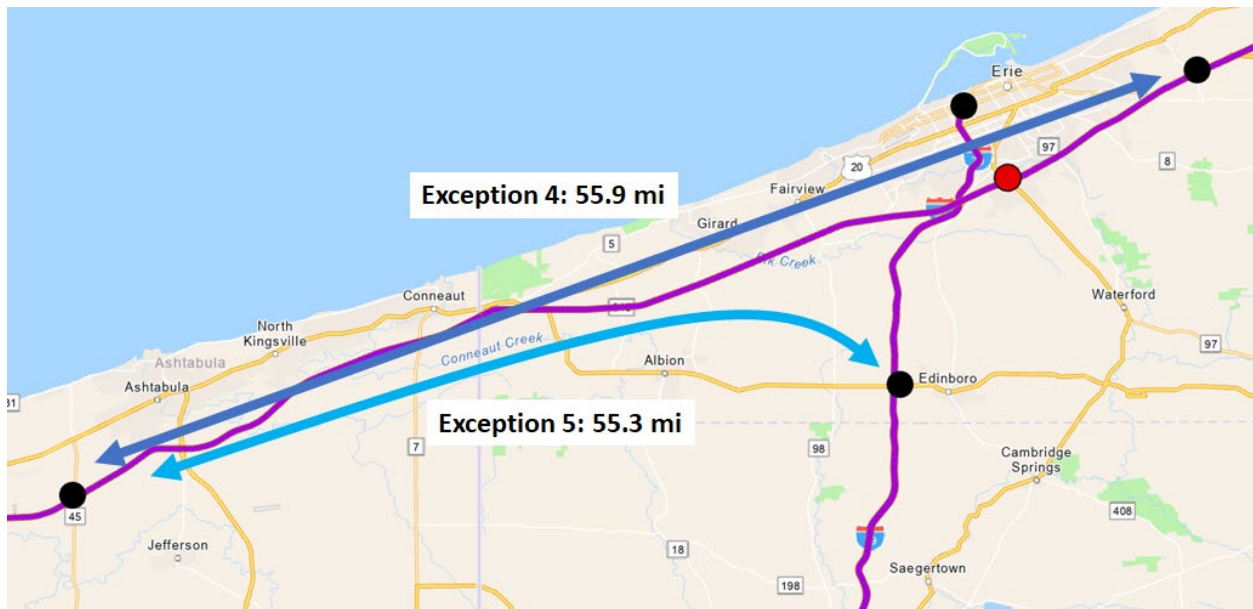 Erie
97
8
20
Exception 4: 55.9 mi
Fairview
Girard
5
Elk Creek
Waterford
Conneaut
North
Kingsville
Ashtabula
Conneaut Creek
Albion
97
Ashtabula
Edinboro
Exception 5: 55.3 mi
7
98
Cambridge
Springs
45
408
Jefferson
18
198
Saegertown